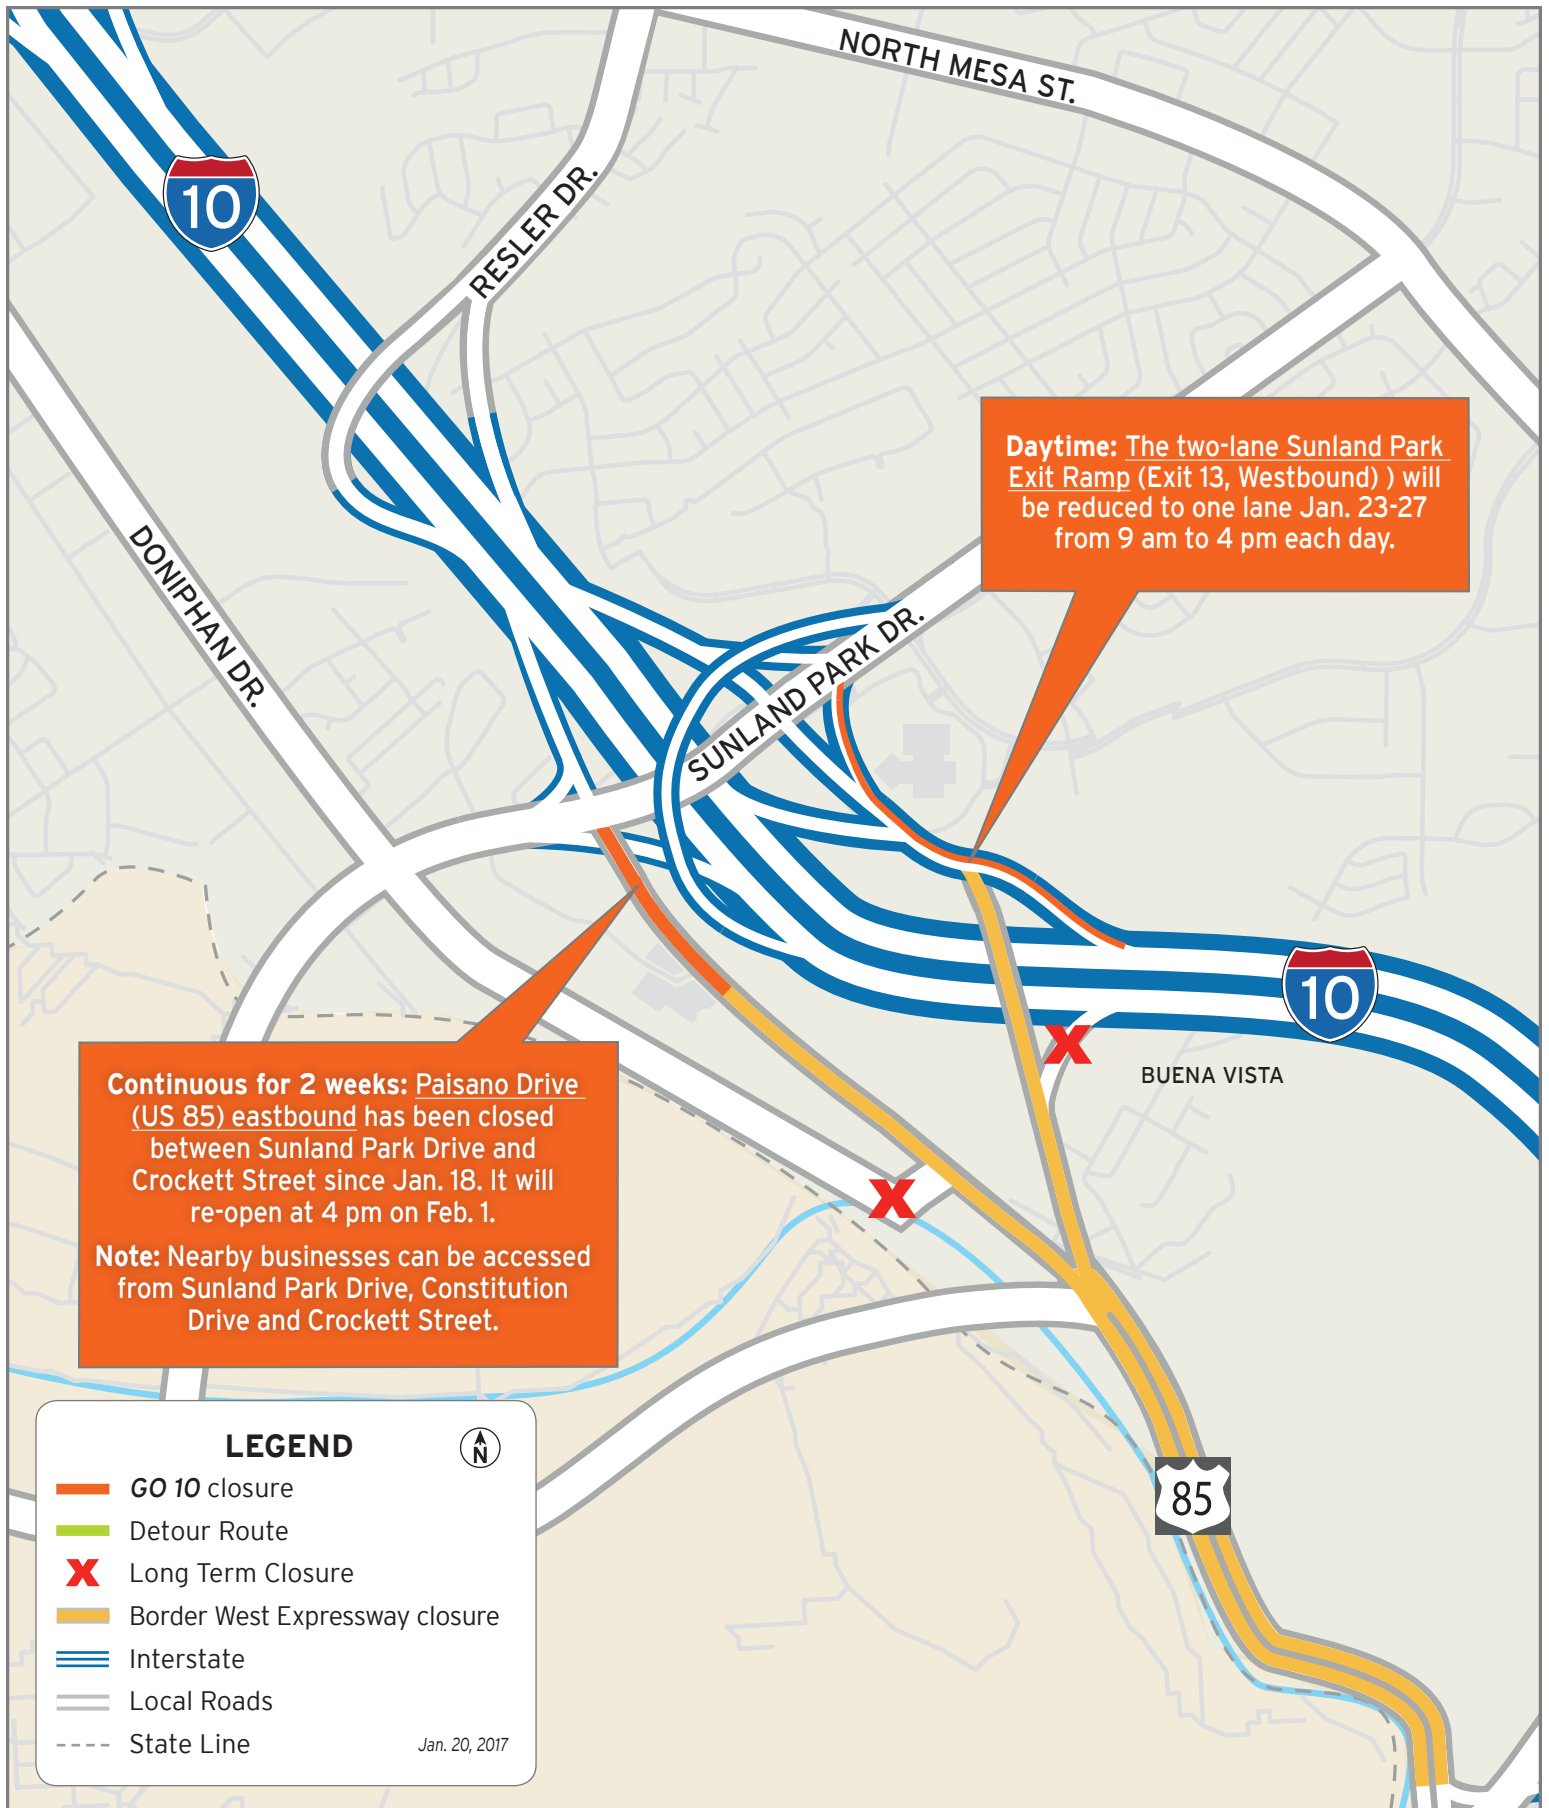 NORTH MESA ST.
10
RESLER DR.
Daytime: The two-lane Sunland Park
Exit Ramp (Exit 13, Westbound) ) will
be reduced to one lane Jan. 23-27
from 9 am to 4 pm each day.
DONIPHAN DR.
SUNLAND PARK DR.
10
BUENA VISTA
X
X
Continuous for 2 weeks: Paisano Drive
(US 85) eastbound has been closed
between Sunland Park Drive and
Crockett Street since Jan. 18. It will
re-open at 4 pm on Feb. 1.
Note: Nearby businesses can be accessed
from Sunland Park Drive, Constitution
Drive and Crockett Street.
85
LEGEND
N
GO 10 closure
Detour Route
X Long Term Closure
Border West Expressway closure
Interstate
Local Roads
State Line
Jan. 20, 2017